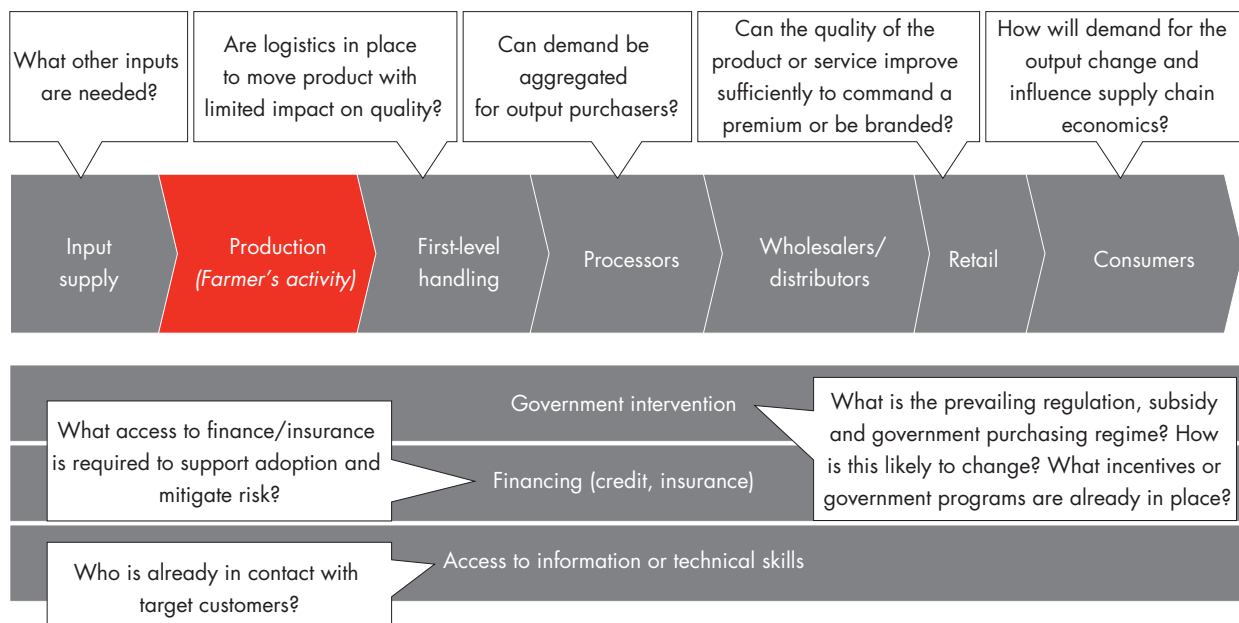 What other inputs
are needed?
Are logistics in place
to move product with
limited impact on quality?
Can demand be
aggregated
for output purchasers?
Can the quality of the
product or service improve
sufficiently to command a
premium or be branded?
How will demand for the
output change and
influence supply chain
economics?
Input
supply
Production
(Farmer's activity)
First-level
handling
Processors
Wholesalers/
distributors
Retail
Consumers
Government intervention
What is the prevailing regulation, subsidy
and government purchasing regime? How
is this likely to change? What incentives or
government programs are already in place?
What access to finance/insurance
is required to support adoption and
mitigate risk?
Financing (credit, insurance)
Access to information or technical skills
Who is already in contact with
target customers?